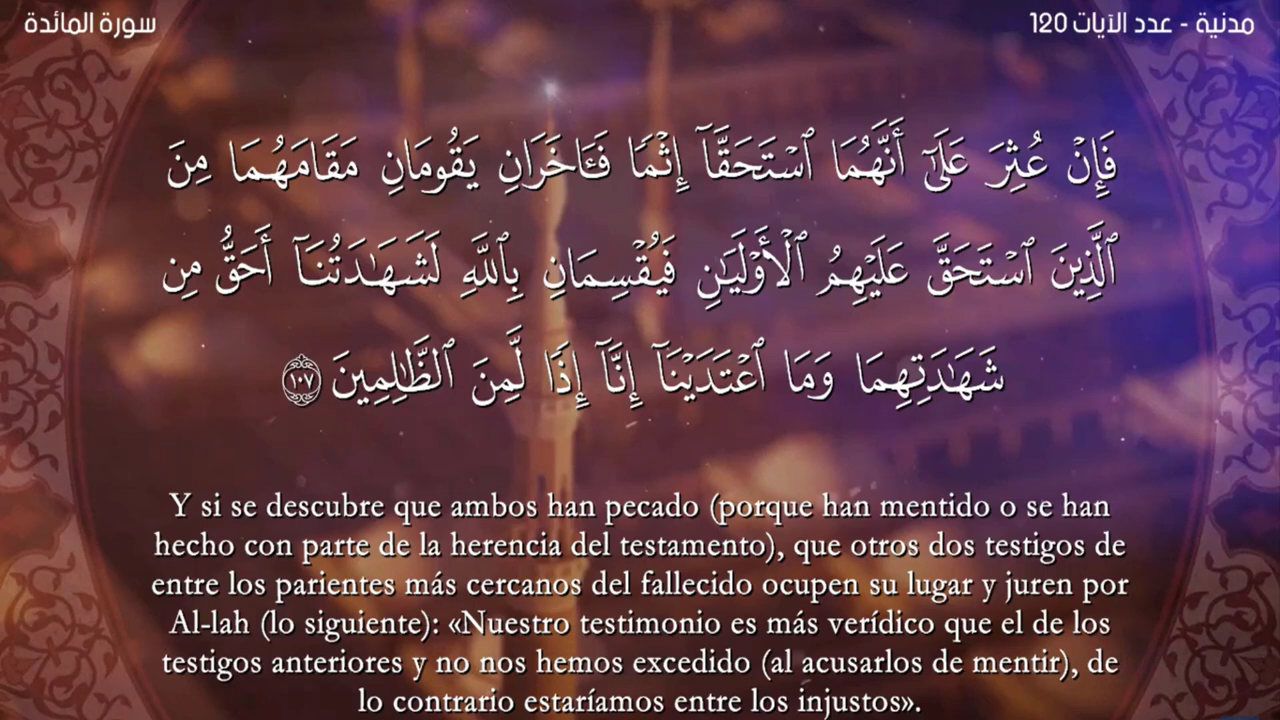 سورة المائدة
مدنية - عدد الآيات 120
فَإِنْ عُثِرَ عَلَىٰٓ أَنَّهُمَا ٱسْتَحَقَّآ إِثْمًا فَـَٔاخَرَانِ يَقُومَانِ مَقَامَهُمَا مِنَ
ٱلَّذِينَ ٱسْتَحَقَّ عَلَيْهِمُ ٱلْأَوْلَيَـٰنِ فَيُقْسِمَانِ بِٱللَّهِ لَشَهَـٰدَتُنَآ أَحَقُّ مِن
شَهَـٰدَتِهِمَا وَمَا ٱعْتَدَيْنَآ إِنَّآ إِذًا لَّمِنَ ٱلظَّـٰلِمِينَ ١٠٧
Y si se descubre que ambos han pecado (porque han mentido o se han
hecho con parte de la herencia del testamento), que otros dos testigos de
entre los parientes más cercanos del fallecido ocupen su lugar y juren por
Al-lah (lo siguiente): «Nuestro testimonio es más verídico que el de los
testigos anteriores y no nos hemos excedido (al acusarlos de mentir), de
lo contrario estaríamos entre los injustos».